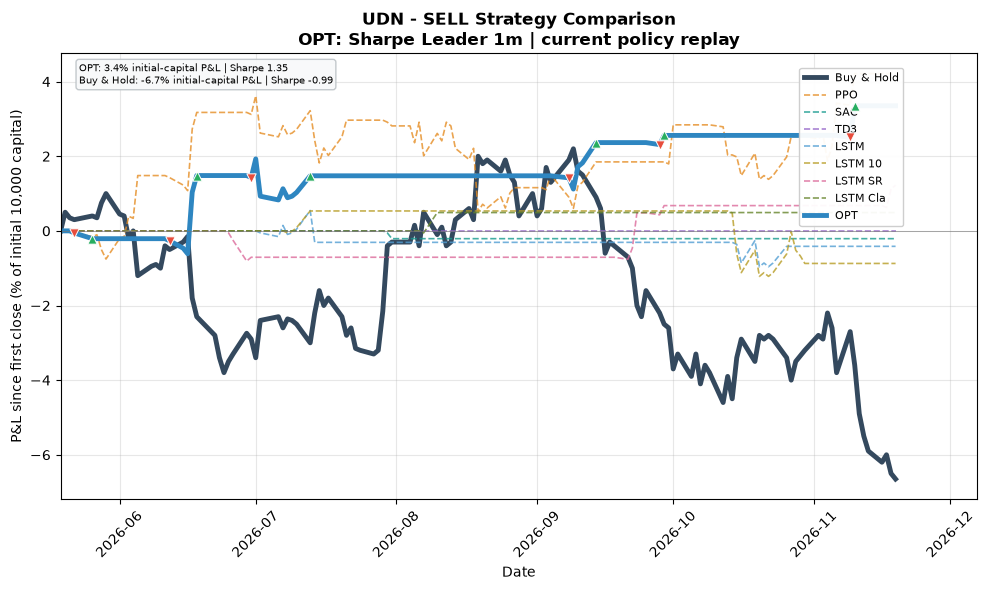 UDN - SELL Strategy Comparison
OPT: Sharpe Leader 1m | current policy replay
OPT: 3.4% initial-capital P&L | Sharpe 1.35
Buy & Hold: -6.7% initial-capital P&L | Sharpe -0.99
Buy & Hold
PPO
SAC
TD3
LSTM
LSTM 10
LSTM SR
LSTM Cla
OPT
P&L since first close (% of initial 10,000 capital)
4
2
0
−2
−4
−6
2026-06
2026-07
2026-08
2026-09
2026-10
2026-11
2026-12
Date